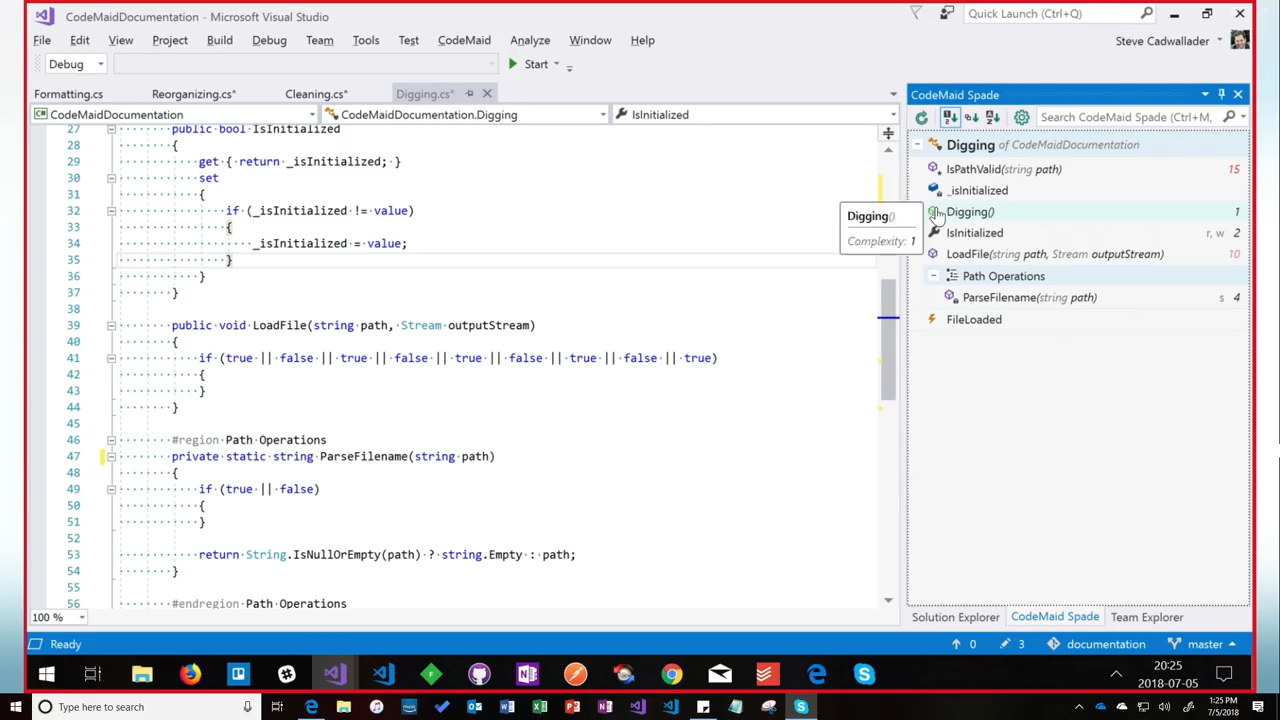 CodeMaidDocumentation - Microsoft Visual Studio
Quick Launch (Ctrl+Q)
File Edit View Project Build Debug Team Tools Test CodeMaid Analyze Window Help
Steve Cadwallader
Debug
Start
Formatting.cs Reorganizing.cs* Cleaning.cs* Digging.cs*
CodeMaidDocumentation
CodeMaidDocumentation.Digging
IsInitialized
27 public bool IsInitialized
28 {
29 get { return _isInitialized; }
30 set
31 {
32 if (_isInitialized != value)
33 {
34 _isInitialized = value;
35 }
36 }
37 }
38
39 public void LoadFile(string path, Stream outputStream)
40 {
41 if (true || false || true || false || true || false || true || false || true)
42 {
43 }
44 }
45
46 #region Path Operations
47 private static string ParseFilename(string path)
48 {
49 if (true || false)
50 {
51 }
52
53 return String.IsNullOrEmpty(path) ? string.Empty : path;
54 }
55
56 #endregion Path Operations
100 %
Digging()
Complexity: 1
CodeMaid Spade
Search CodeMaid Spade (Ctrl+M,
Digging of CodeMaidDocumentation
IsPathValid(string path) 15
_isInitialized
Digging() 1
IsInitialized r, w 2
LoadFile(string path, Stream outputStream) 10
Path Operations
ParseFilename(string path) s 4
FileLoaded
Solution Explorer CodeMaid Spade Team Explorer
Ready
0 3 documentation master
20:25
2018-07-05
Type here to search
1:25 PM
7/5/2018